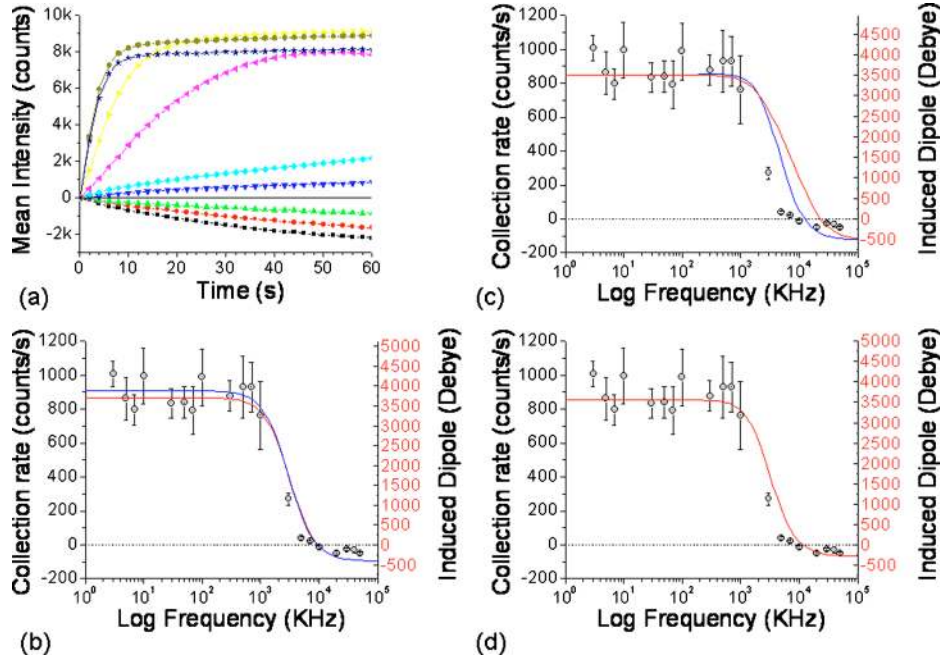 10k
8k
6k
4k
2k
0
-2k
0 10 20 30 40 50 60
Mean Intensity (counts)
Time (s)
(a)
1200
1000
800
600
400
200
0
-200
10^0 10^1 10^2 10^3 10^4 10^5
Collection rate (counts/s)
Log Frequency (KHz)
4500
4000
3500
3000
2500
2000
1500
1000
500
0
-500
Induced Dipole (Debye)
(c)
1200
1000
800
600
400
200
0
-200
10^0 10^1 10^2 10^3 10^4 10^5
Collection rate (counts/s)
Log Frequency (KHz)
5000
4500
4000
3500
3000
2500
2000
1500
1000
500
0
-500
Induced Dipole (Debye)
(b)
1200
1000
800
600
400
200
0
-200
10^0 10^1 10^2 10^3 10^4 10^5
Collection rate (counts/s)
Log Frequency (KHz)
5000
4500
4000
3500
3000
2500
2000
1500
1000
500
0
-500
Induced Dipole (Debye)
(d)